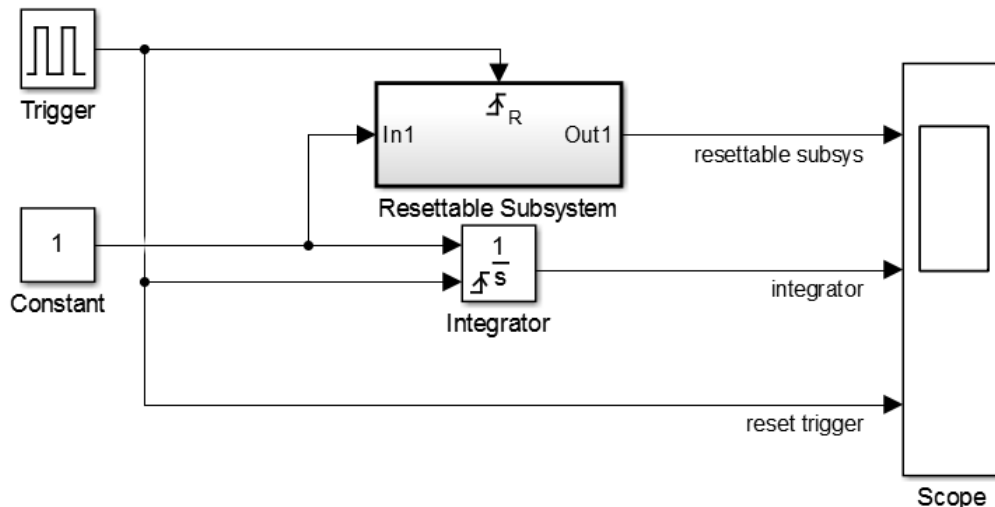 Trigger
R
In1
Out1
resettable subsys
Resettable Subsystem
1
Constant
1
s
Integrator
integrator
reset trigger
Scope